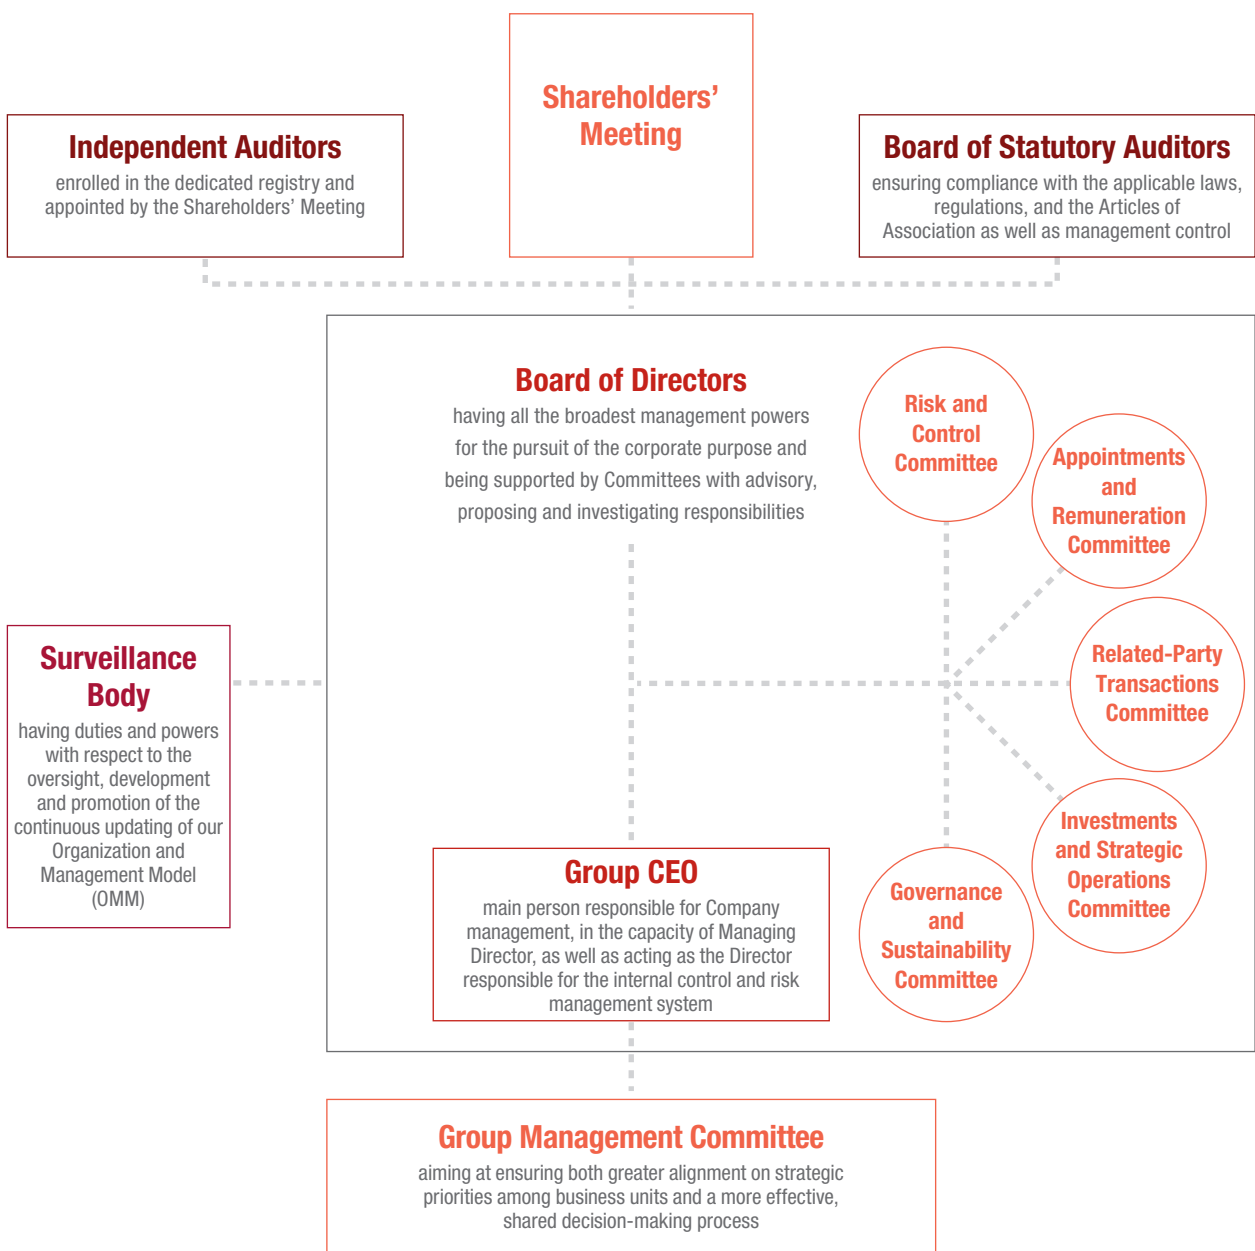 Shareholders’
Meeting
Independent Auditors
enrolled in the dedicated registry and
appointed by the Shareholders’ Meeting
Board of Statutory Auditors
ensuring compliance with the applicable laws,
regulations, and the Articles of
Association as well as management control
Board of Directors
having all the broadest management powers
for the pursuit of the corporate purpose and
being supported by Committees with advisory,
proposing and investigating responsibilities
Risk and
Control
Committee
Appointments
and
Remuneration
Committee
Related-Party
Transactions
Committee
Investments
and Strategic
Operations
Committee
Governance
and
Sustainability
Committee
Surveillance
Body
having duties and powers
with respect to the
oversight, development
and promotion of the
continuous updating of our
Organization and
Management Model
(OMM)
Group CEO
main person responsible for Company
management, in the capacity of Managing
Director, as well as acting as the Director
responsible for the internal control and risk
management system
Group Management Committee
aiming at ensuring both greater alignment on strategic
priorities among business units and a more effective,
shared decision-making process